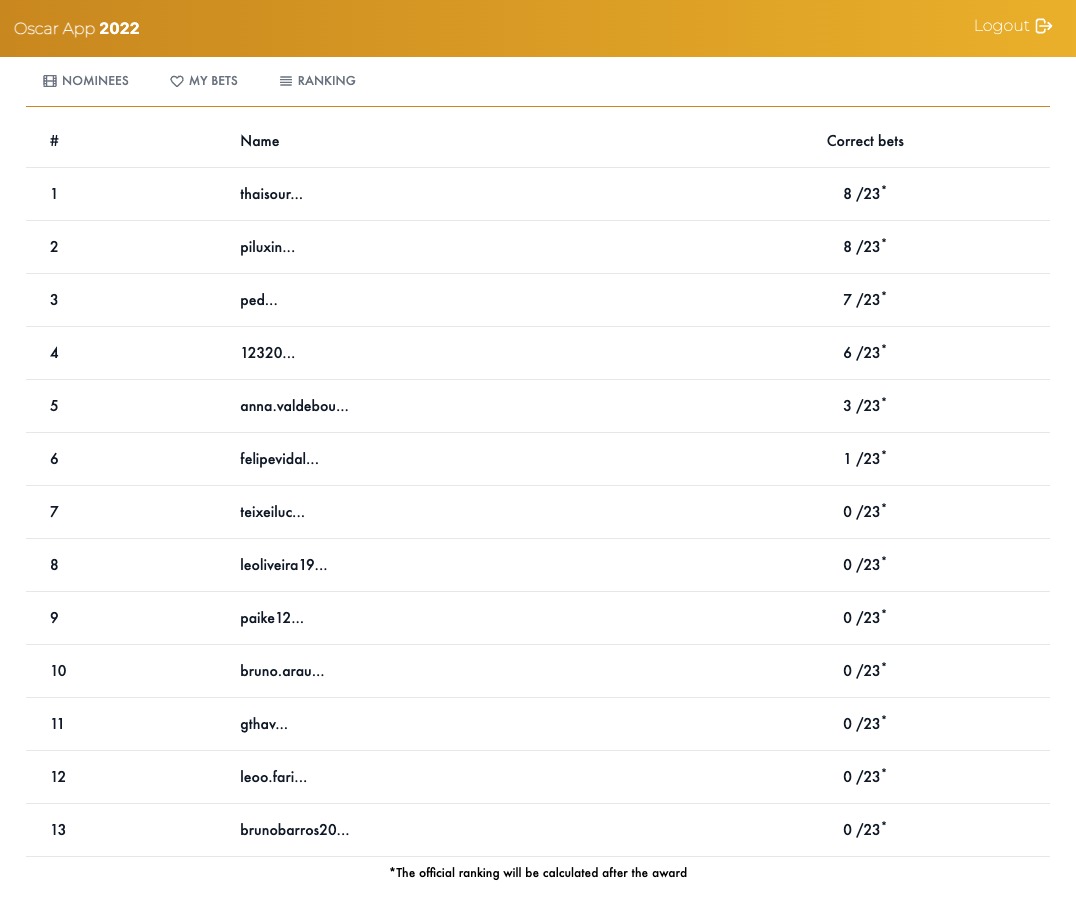 Oscar App 2022
Logout
NOMINEES MY BETS RANKING
# Name Correct bets
1 thaisour... 8 /23*
2 piluxin... 8 /23*
3 ped... 7 /23*
4 12320... 6 /23*
5 anna.valdebou... 3 /23*
6 felipevidal... 1 /23*
7 teixeiluc... 0 /23*
8 leoliveira19... 0 /23*
9 paike12... 0 /23*
10 bruno.arau... 0 /23*
11 gthav... 0 /23*
12 leoo.fari... 0 /23*
13 brunobarros20... 0 /23*
*The official ranking will be calculated after the award